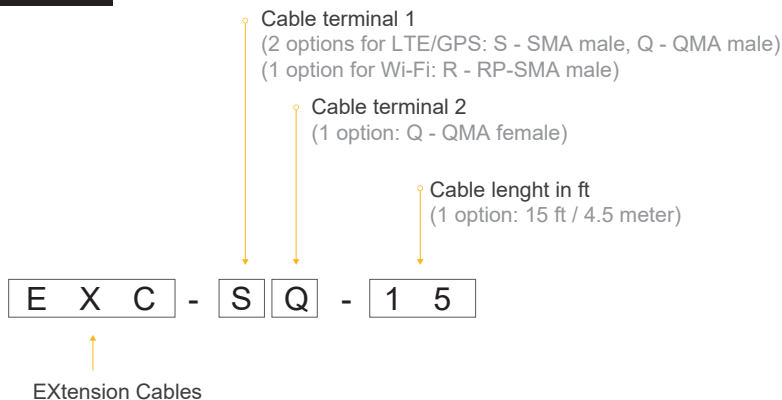 Cable terminal 1
(2 options for LTE/GPS: S - SMA male, Q - QMA male)
(1 option for Wi-Fi: R - RP-SMA male)
Cable terminal 2
(1 option: Q - QMA female)
Cable lenght in ft
(1 option: 15 ft / 4.5 meter)
E X C - S Q - 1 5
EXtension Cables